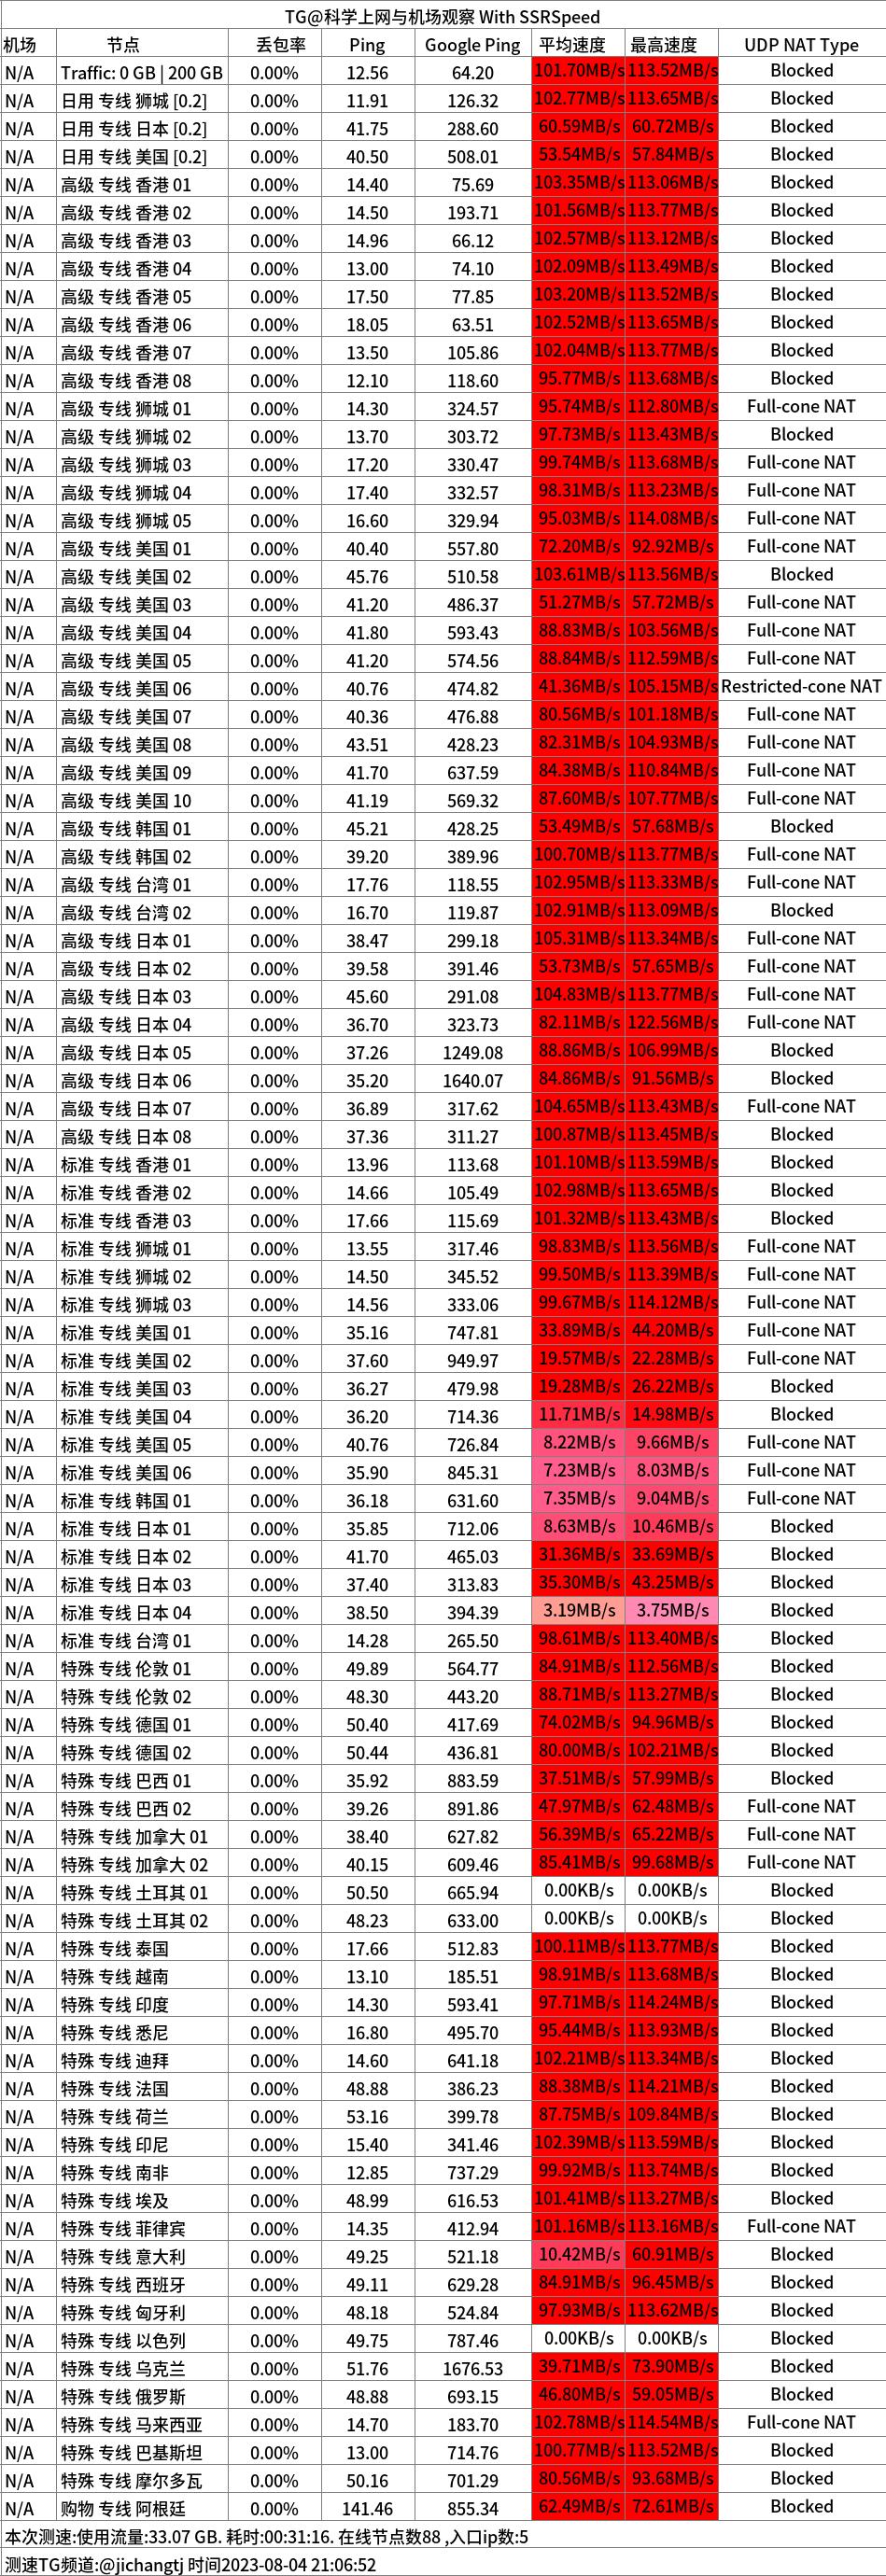 TG@科学上网与机场观察 With SSRSpeed
机场 节点 丢包率 Ping Google Ping 平均速度 最高速度 UDP NAT Type
N/A Traffic: 0 GB | 200 GB 0.00% 12.56 64.20 101.70MB/s 113.52MB/s Blocked
N/A 日用 专线 狮城 [0.2] 0.00% 11.91 126.32 102.77MB/s 113.65MB/s Blocked
N/A 日用 专线 日本 [0.2] 0.00% 41.75 288.60 60.59MB/s 60.72MB/s Blocked
N/A 日用 专线 美国 [0.2] 0.00% 40.50 508.01 53.54MB/s 57.84MB/s Blocked
N/A 高级 专线 香港 01 0.00% 14.40 75.69 103.35MB/s 113.06MB/s Blocked
N/A 高级 专线 香港 02 0.00% 14.50 193.71 101.56MB/s 113.77MB/s Blocked
N/A 高级 专线 香港 03 0.00% 14.96 66.12 102.57MB/s 113.12MB/s Blocked
N/A 高级 专线 香港 04 0.00% 13.00 74.10 102.09MB/s 113.49MB/s Blocked
N/A 高级 专线 香港 05 0.00% 17.50 77.85 103.20MB/s 113.52MB/s Blocked
N/A 高级 专线 香港 06 0.00% 18.05 63.51 102.52MB/s 113.65MB/s Blocked
N/A 高级 专线 香港 07 0.00% 13.50 105.86 102.04MB/s 113.77MB/s Blocked
N/A 高级 专线 香港 08 0.00% 12.10 118.60 95.77MB/s 113.68MB/s Blocked
N/A 高级 专线 狮城 01 0.00% 14.30 324.57 95.74MB/s 112.80MB/s Full-cone NAT
N/A 高级 专线 狮城 02 0.00% 13.70 303.72 97.73MB/s 113.43MB/s Blocked
N/A 高级 专线 狮城 03 0.00% 17.20 330.47 99.74MB/s 113.68MB/s Full-cone NAT
N/A 高级 专线 狮城 04 0.00% 17.40 332.57 98.31MB/s 113.23MB/s Full-cone NAT
N/A 高级 专线 狮城 05 0.00% 16.60 329.94 95.03MB/s 114.08MB/s Full-cone NAT
N/A 高级 专线 美国 01 0.00% 40.40 557.80 72.20MB/s 92.92MB/s Full-cone NAT
N/A 高级 专线 美国 02 0.00% 45.76 510.58 103.61MB/s 113.56MB/s Blocked
N/A 高级 专线 美国 03 0.00% 41.20 486.37 51.27MB/s 57.72MB/s Full-cone NAT
N/A 高级 专线 美国 04 0.00% 41.80 593.43 88.83MB/s 103.56MB/s Full-cone NAT
N/A 高级 专线 美国 05 0.00% 41.20 574.56 88.84MB/s 112.59MB/s Full-cone NAT
N/A 高级 专线 美国 06 0.00% 40.76 474.82 41.36MB/s 105.15MB/s Restricted-cone NAT
N/A 高级 专线 美国 07 0.00% 40.36 476.88 80.56MB/s 101.18MB/s Full-cone NAT
N/A 高级 专线 美国 08 0.00% 43.51 428.23 82.31MB/s 104.93MB/s Full-cone NAT
N/A 高级 专线 美国 09 0.00% 41.70 637.59 84.38MB/s 110.84MB/s Full-cone NAT
N/A 高级 专线 美国 10 0.00% 41.19 569.32 87.60MB/s 107.77MB/s Full-cone NAT
N/A 高级 专线 韩国 01 0.00% 45.21 428.25 53.49MB/s 57.68MB/s Blocked
N/A 高级 专线 韩国 02 0.00% 39.20 389.96 100.70MB/s 113.77MB/s Full-cone NAT
N/A 高级 专线 台湾 01 0.00% 17.76 118.55 102.95MB/s 113.33MB/s Full-cone NAT
N/A 高级 专线 台湾 02 0.00% 16.70 119.87 102.91MB/s 113.09MB/s Blocked
N/A 高级 专线 日本 01 0.00% 38.47 299.18 105.31MB/s 113.34MB/s Full-cone NAT
N/A 高级 专线 日本 02 0.00% 39.58 391.46 53.73MB/s 57.65MB/s Full-cone NAT
N/A 高级 专线 日本 03 0.00% 45.60 291.08 104.83MB/s 113.77MB/s Full-cone NAT
N/A 高级 专线 日本 04 0.00% 36.70 323.73 82.11MB/s 122.56MB/s Full-cone NAT
N/A 高级 专线 日本 05 0.00% 37.26 1249.08 88.86MB/s 106.99MB/s Blocked
N/A 高级 专线 日本 06 0.00% 35.20 1640.07 84.86MB/s 91.56MB/s Blocked
N/A 高级 专线 日本 07 0.00% 36.89 317.62 104.65MB/s 113.43MB/s Full-cone NAT
N/A 高级 专线 日本 08 0.00% 37.36 311.27 100.87MB/s 113.45MB/s Blocked
N/A 标准 专线 香港 01 0.00% 13.96 113.68 101.10MB/s 113.59MB/s Blocked
N/A 标准 专线 香港 02 0.00% 14.66 105.49 102.98MB/s 113.65MB/s Blocked
N/A 标准 专线 香港 03 0.00% 17.66 115.69 101.32MB/s 113.43MB/s Blocked
N/A 标准 专线 狮城 01 0.00% 13.55 317.46 98.83MB/s 113.56MB/s Full-cone NAT
N/A 标准 专线 狮城 02 0.00% 14.50 345.52 99.50MB/s 113.39MB/s Full-cone NAT
N/A 标准 专线 狮城 03 0.00% 14.56 333.06 99.67MB/s 114.12MB/s Full-cone NAT
N/A 标准 专线 美国 01 0.00% 35.16 747.81 33.89MB/s 44.20MB/s Full-cone NAT
N/A 标准 专线 美国 02 0.00% 37.60 949.97 19.57MB/s 22.28MB/s Full-cone NAT
N/A 标准 专线 美国 03 0.00% 36.27 479.98 19.28MB/s 26.22MB/s Blocked
N/A 标准 专线 美国 04 0.00% 36.20 714.36 11.71MB/s 14.98MB/s Blocked
N/A 标准 专线 美国 05 0.00% 40.76 726.84 8.22MB/s 9.66MB/s Full-cone NAT
N/A 标准 专线 美国 06 0.00% 35.90 845.31 7.23MB/s 8.03MB/s Full-cone NAT
N/A 标准 专线 韩国 01 0.00% 36.18 631.60 7.35MB/s 9.04MB/s Full-cone NAT
N/A 标准 专线 日本 01 0.00% 35.85 712.06 8.63MB/s 10.46MB/s Blocked
N/A 标准 专线 日本 02 0.00% 41.70 465.03 31.36MB/s 33.69MB/s Blocked
N/A 标准 专线 日本 03 0.00% 37.40 313.83 35.30MB/s 43.25MB/s Blocked
N/A 标准 专线 日本 04 0.00% 38.50 394.39 3.19MB/s 3.75MB/s Blocked
N/A 标准 专线 台湾 01 0.00% 14.28 265.50 98.61MB/s 113.40MB/s Blocked
N/A 特殊 专线 伦敦 01 0.00% 49.89 564.77 84.91MB/s 112.56MB/s Blocked
N/A 特殊 专线 伦敦 02 0.00% 48.30 443.20 88.71MB/s 113.27MB/s Blocked
N/A 特殊 专线 德国 01 0.00% 50.40 417.69 74.02MB/s 94.96MB/s Blocked
N/A 特殊 专线 德国 02 0.00% 50.44 436.81 80.00MB/s 102.21MB/s Blocked
N/A 特殊 专线 巴西 01 0.00% 35.92 883.59 37.51MB/s 57.99MB/s Blocked
N/A 特殊 专线 巴西 02 0.00% 39.26 891.86 47.97MB/s 62.48MB/s Full-cone NAT
N/A 特殊 专线 加拿大 01 0.00% 38.40 627.82 56.39MB/s 65.22MB/s Full-cone NAT
N/A 特殊 专线 加拿大 02 0.00% 40.15 609.46 85.41MB/s 99.68MB/s Full-cone NAT
N/A 特殊 专线 土耳其 01 0.00% 50.50 665.94 0.00KB/s 0.00KB/s Blocked
N/A 特殊 专线 土耳其 02 0.00% 48.23 633.00 0.00KB/s 0.00KB/s Blocked
N/A 特殊 专线 泰国 0.00% 17.66 512.83 100.11MB/s 113.77MB/s Blocked
N/A 特殊 专线 越南 0.00% 13.10 185.51 98.91MB/s 113.68MB/s Blocked
N/A 特殊 专线 印度 0.00% 14.30 593.41 97.71MB/s 114.24MB/s Blocked
N/A 特殊 专线 悉尼 0.00% 16.80 495.70 95.44MB/s 113.93MB/s Blocked
N/A 特殊 专线 迪拜 0.00% 14.60 641.18 102.21MB/s 113.34MB/s Blocked
N/A 特殊 专线 法国 0.00% 48.88 386.23 88.38MB/s 114.21MB/s Blocked
N/A 特殊 专线 荷兰 0.00% 53.16 399.78 87.75MB/s 109.84MB/s Blocked
N/A 特殊 专线 印尼 0.00% 15.40 341.46 102.39MB/s 113.59MB/s Blocked
N/A 特殊 专线 南非 0.00% 12.85 737.29 99.92MB/s 113.74MB/s Blocked
N/A 特殊 专线 埃及 0.00% 48.99 616.53 101.41MB/s 113.27MB/s Blocked
N/A 特殊 专线 菲律宾 0.00% 14.35 412.94 101.16MB/s 113.16MB/s Full-cone NAT
N/A 特殊 专线 意大利 0.00% 49.25 521.18 10.42MB/s 60.91MB/s Blocked
N/A 特殊 专线 西班牙 0.00% 49.11 629.28 84.91MB/s 96.45MB/s Blocked
N/A 特殊 专线 匈牙利 0.00% 48.18 524.84 97.93MB/s 113.62MB/s Blocked
N/A 特殊 专线 以色列 0.00% 49.75 787.46 0.00KB/s 0.00KB/s Blocked
N/A 特殊 专线 乌克兰 0.00% 51.76 1676.53 39.71MB/s 73.90MB/s Blocked
N/A 特殊 专线 俄罗斯 0.00% 48.88 693.15 46.80MB/s 59.05MB/s Blocked
N/A 特殊 专线 马来西亚 0.00% 14.70 183.70 102.78MB/s 114.54MB/s Full-cone NAT
N/A 特殊 专线 巴基斯坦 0.00% 13.00 714.76 100.77MB/s 113.52MB/s Blocked
N/A 特殊 专线 摩尔多瓦 0.00% 50.16 701.29 80.56MB/s 93.68MB/s Blocked
N/A 购物 专线 阿根廷 0.00% 141.46 855.34 62.49MB/s 72.61MB/s Blocked
本次测速:使用流量:33.07 GB. 耗时:00:31:16. 在线节点数88 ,入口ip数:5
测速TG频道:@jichangtj 时间2023-08-04 21:06:52